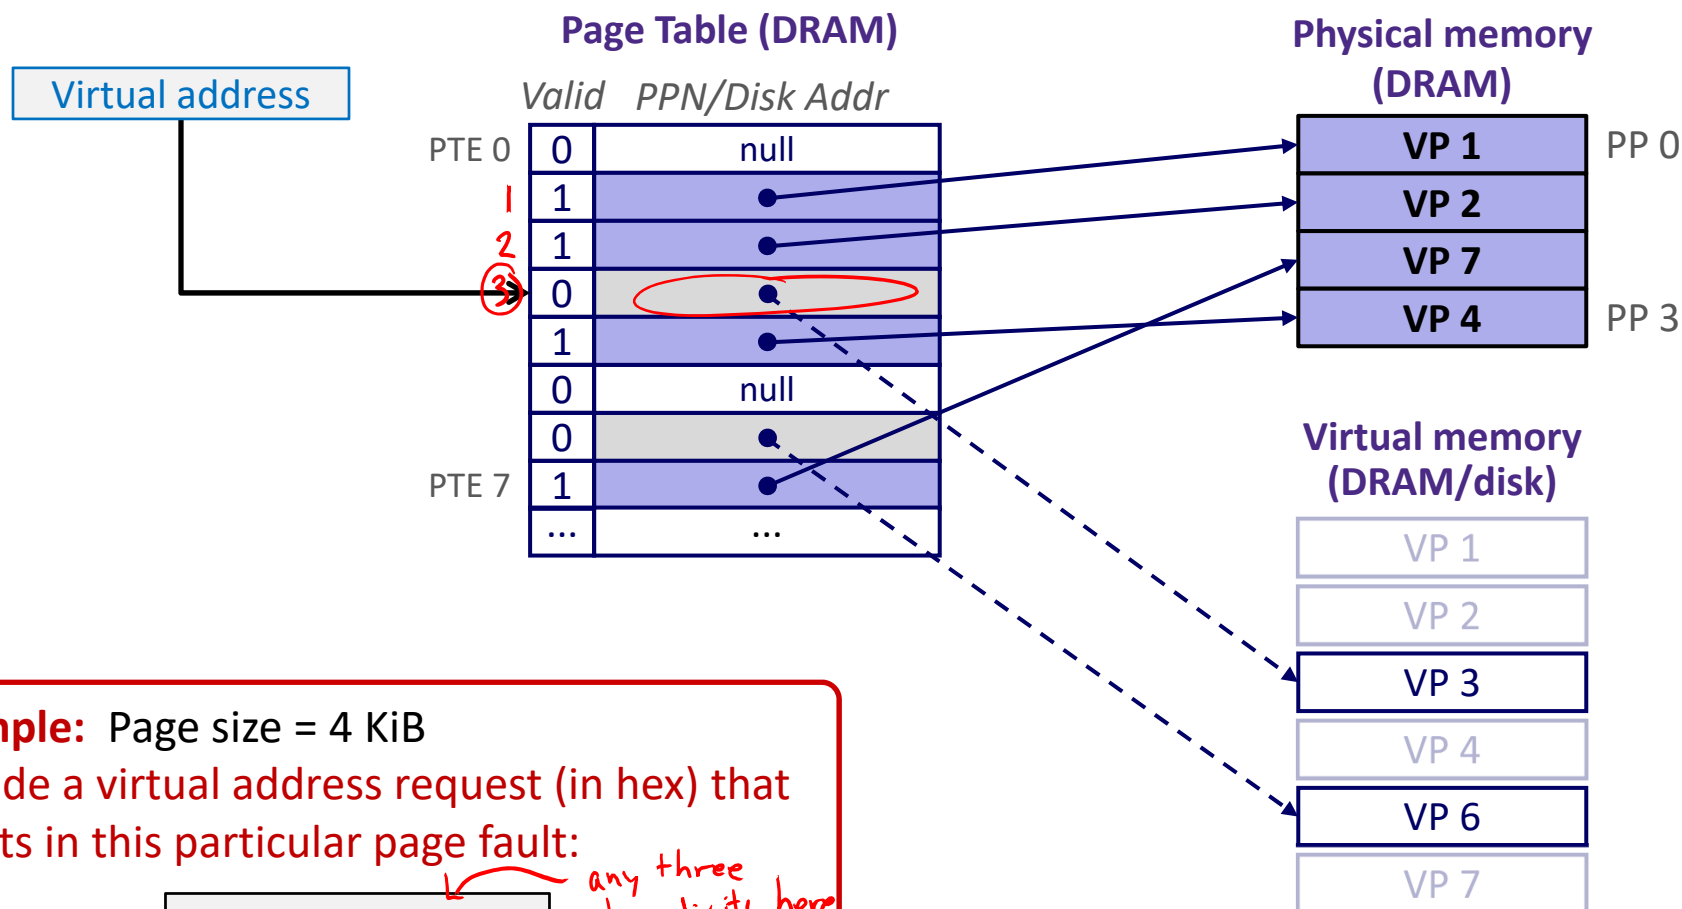 Page Table (DRAM)
Physical memory
(DRAM)
Virtual address
Valid PPN/Disk Addr
PTE 0 0 null
1 1
2 1
3 0
1
0 null
0
PTE 7 1
... ...
VP 1 PP 0
VP 2
VP 7
VP 4 PP 3
Virtual memory
(DRAM/disk)
VP 1
VP 2
VP 3
VP 4
VP 6
VP 7
mple: Page size = 4 KiB
de a virtual address request (in hex) that
ts in this particular page fault:
any three
digits here